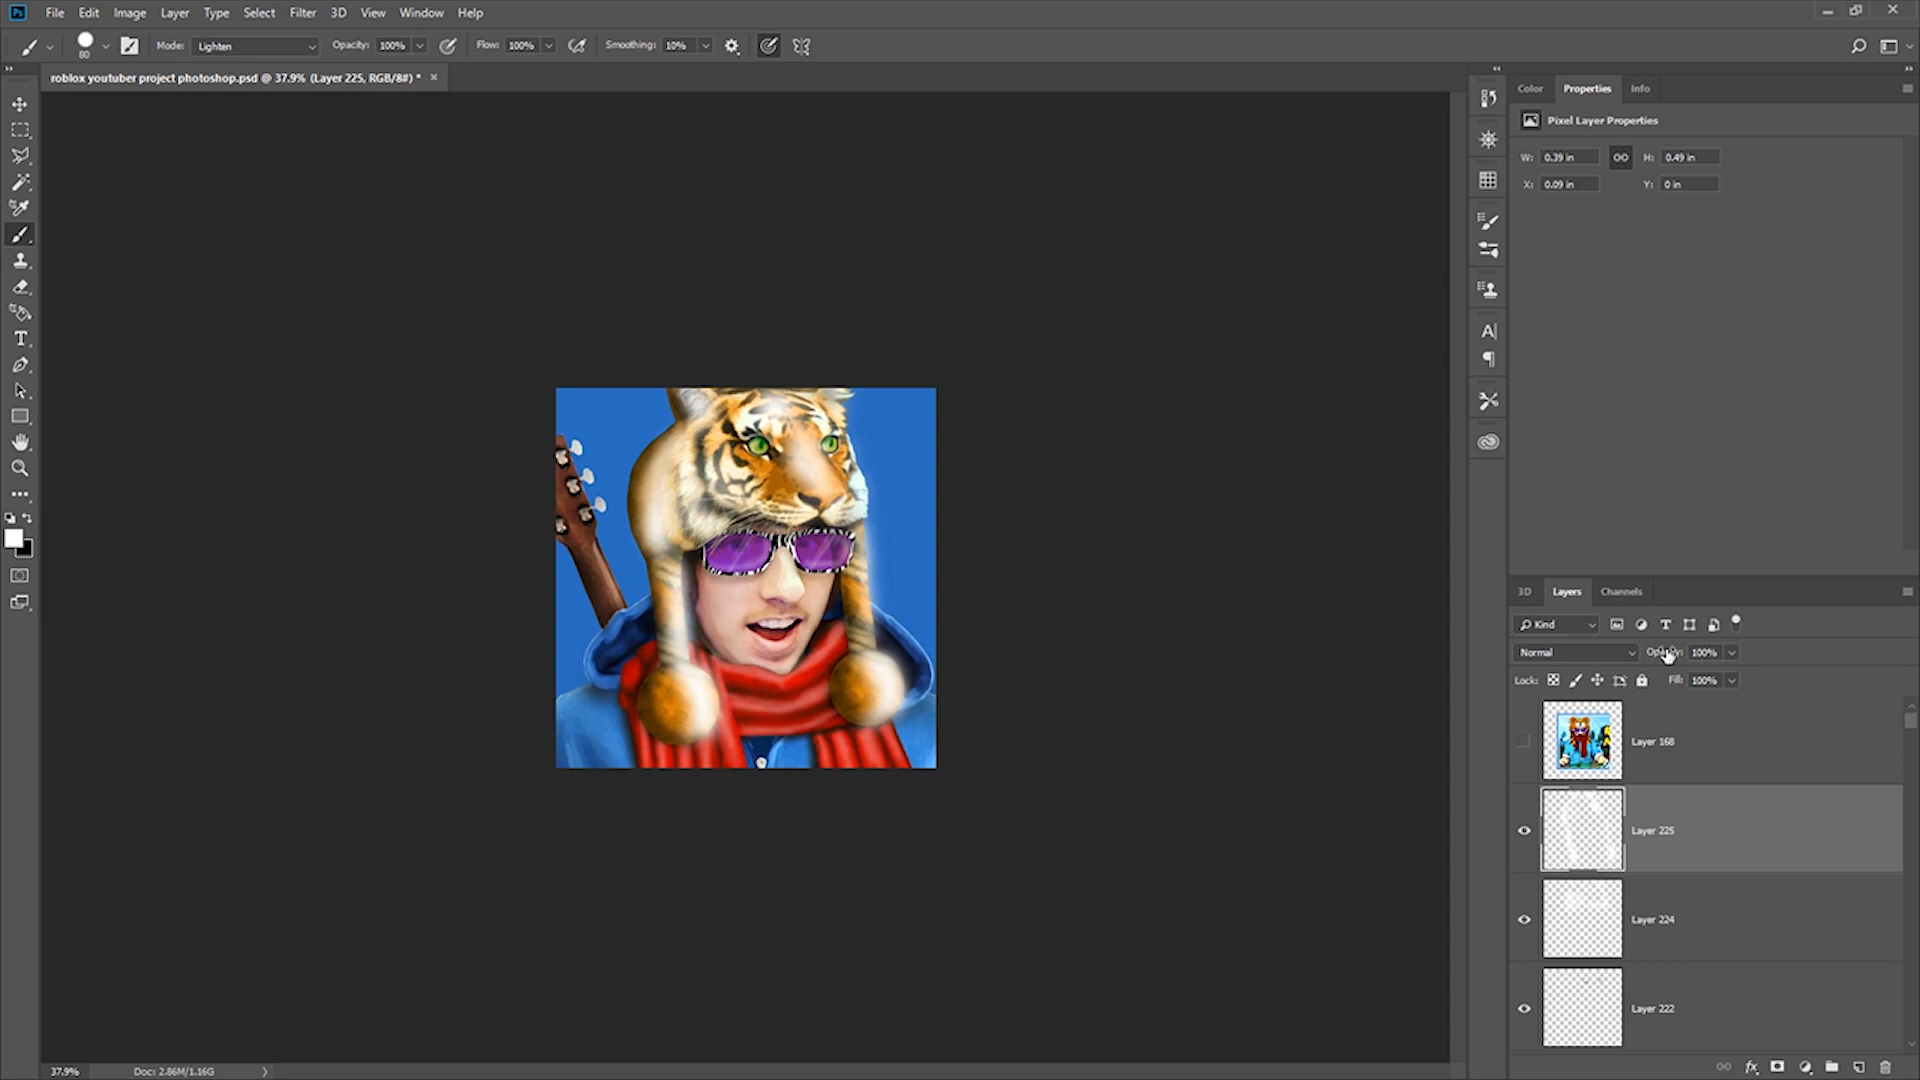 Ps File Edit Image Layer Type Select Filter 3D View Window Help
80 Mode: Lighten Opacity: 100% Flow: 100% Smoothing: 10%
roblox youtuber project photoshop.psd @ 37.9% (Layer 225, RGB/8#) * ×
Color Properties Info
Pixel Layer Properties
W: 0.39 in H: 0.49 in
X: 0.09 in Y: 0 in
3D Layers Channels
Kind
Normal 100%
Lock: Fill: 100%
Layer 168
Layer 225
Layer 224
Layer 222
37.9% Doc: 2.86M/1.16G